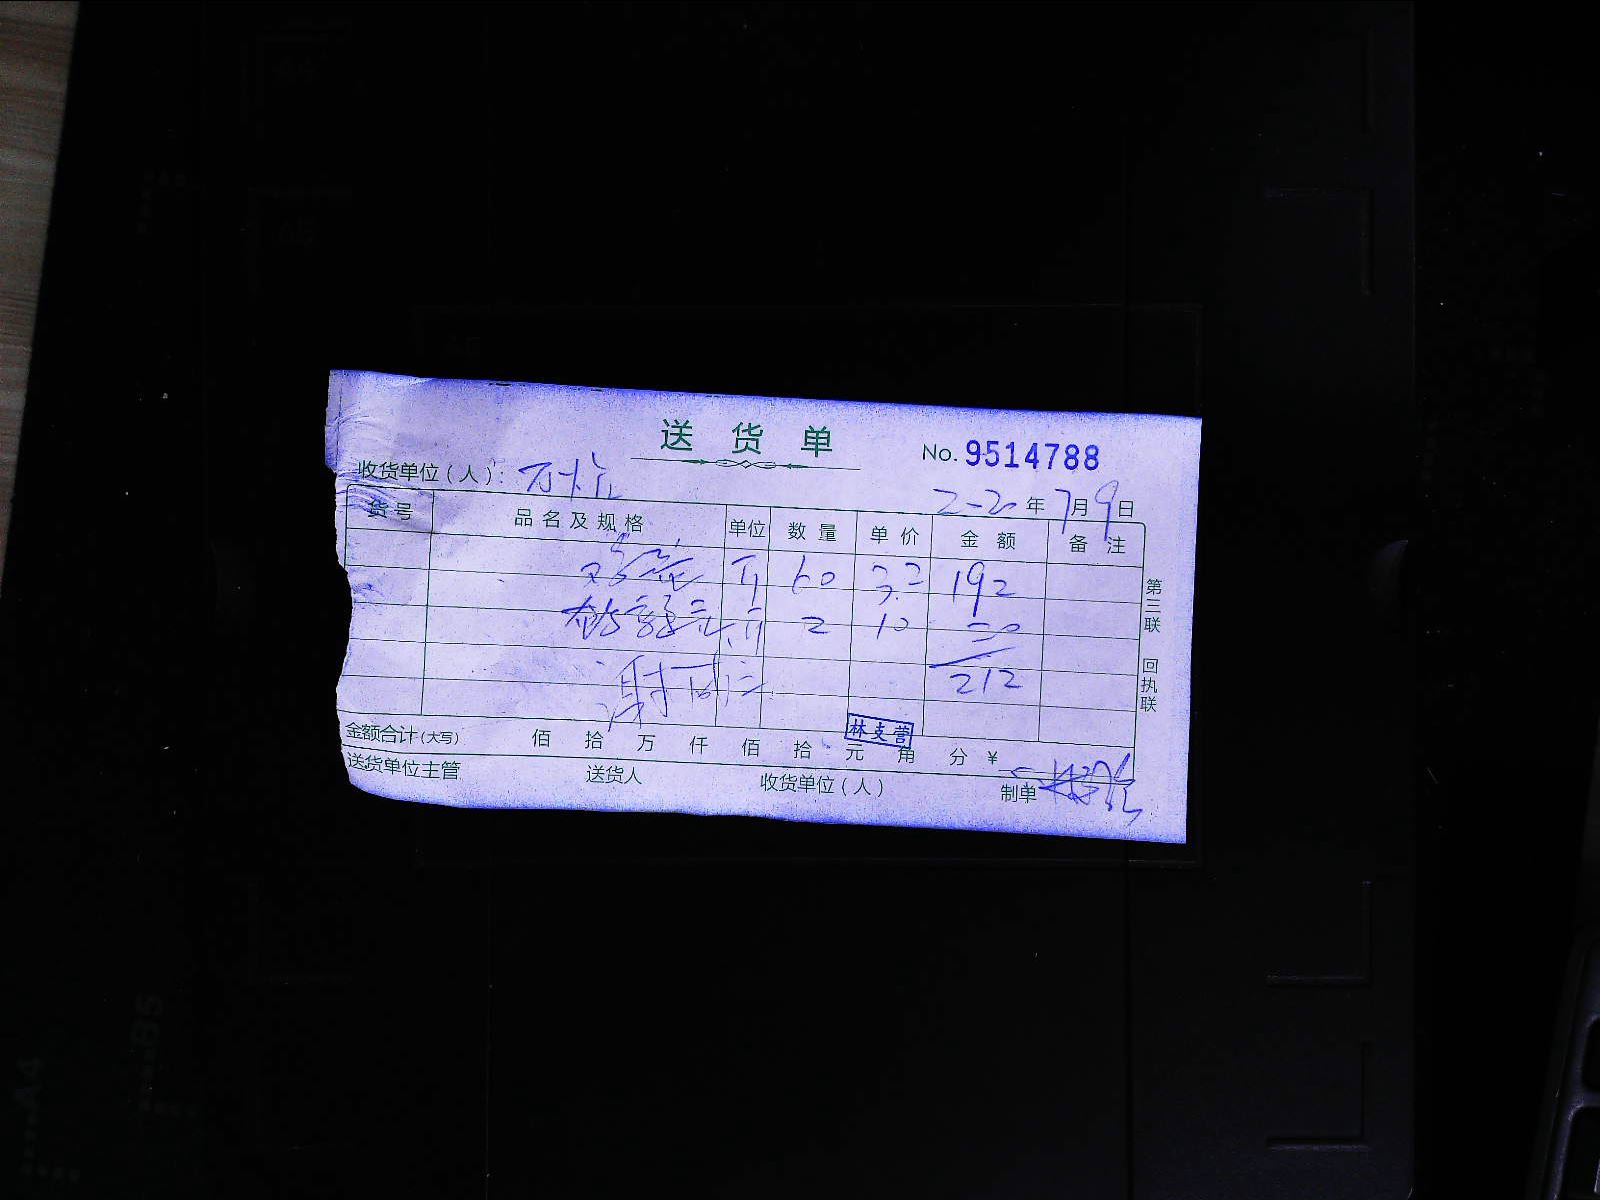 送货单
No. 9514788
收货单位(人):
年 7月9日
货号 品名及规格 单位 数量 单价 金额 备注
斤 60 3.2 192
斤 2 10 20
212
第三联 回执联
林支营
金额合计(大写) 佰 拾 万 仟 佰 拾 元 角 分 ¥
送货单位主管 送货人 收货单位(人) 制单